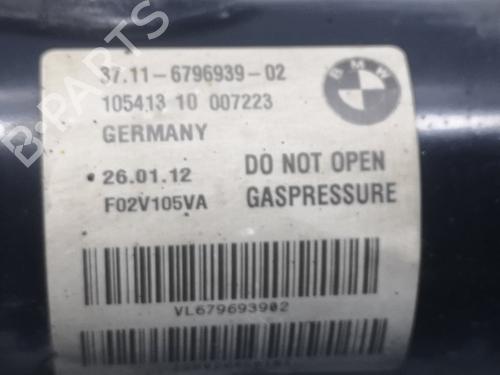 37.11-6796939-02
BMW
105413 10 007223
GERMANY
26.01.12 DO NOT OPEN
F02V105VA GASPRESSURE
VL679693902
B-PARTS